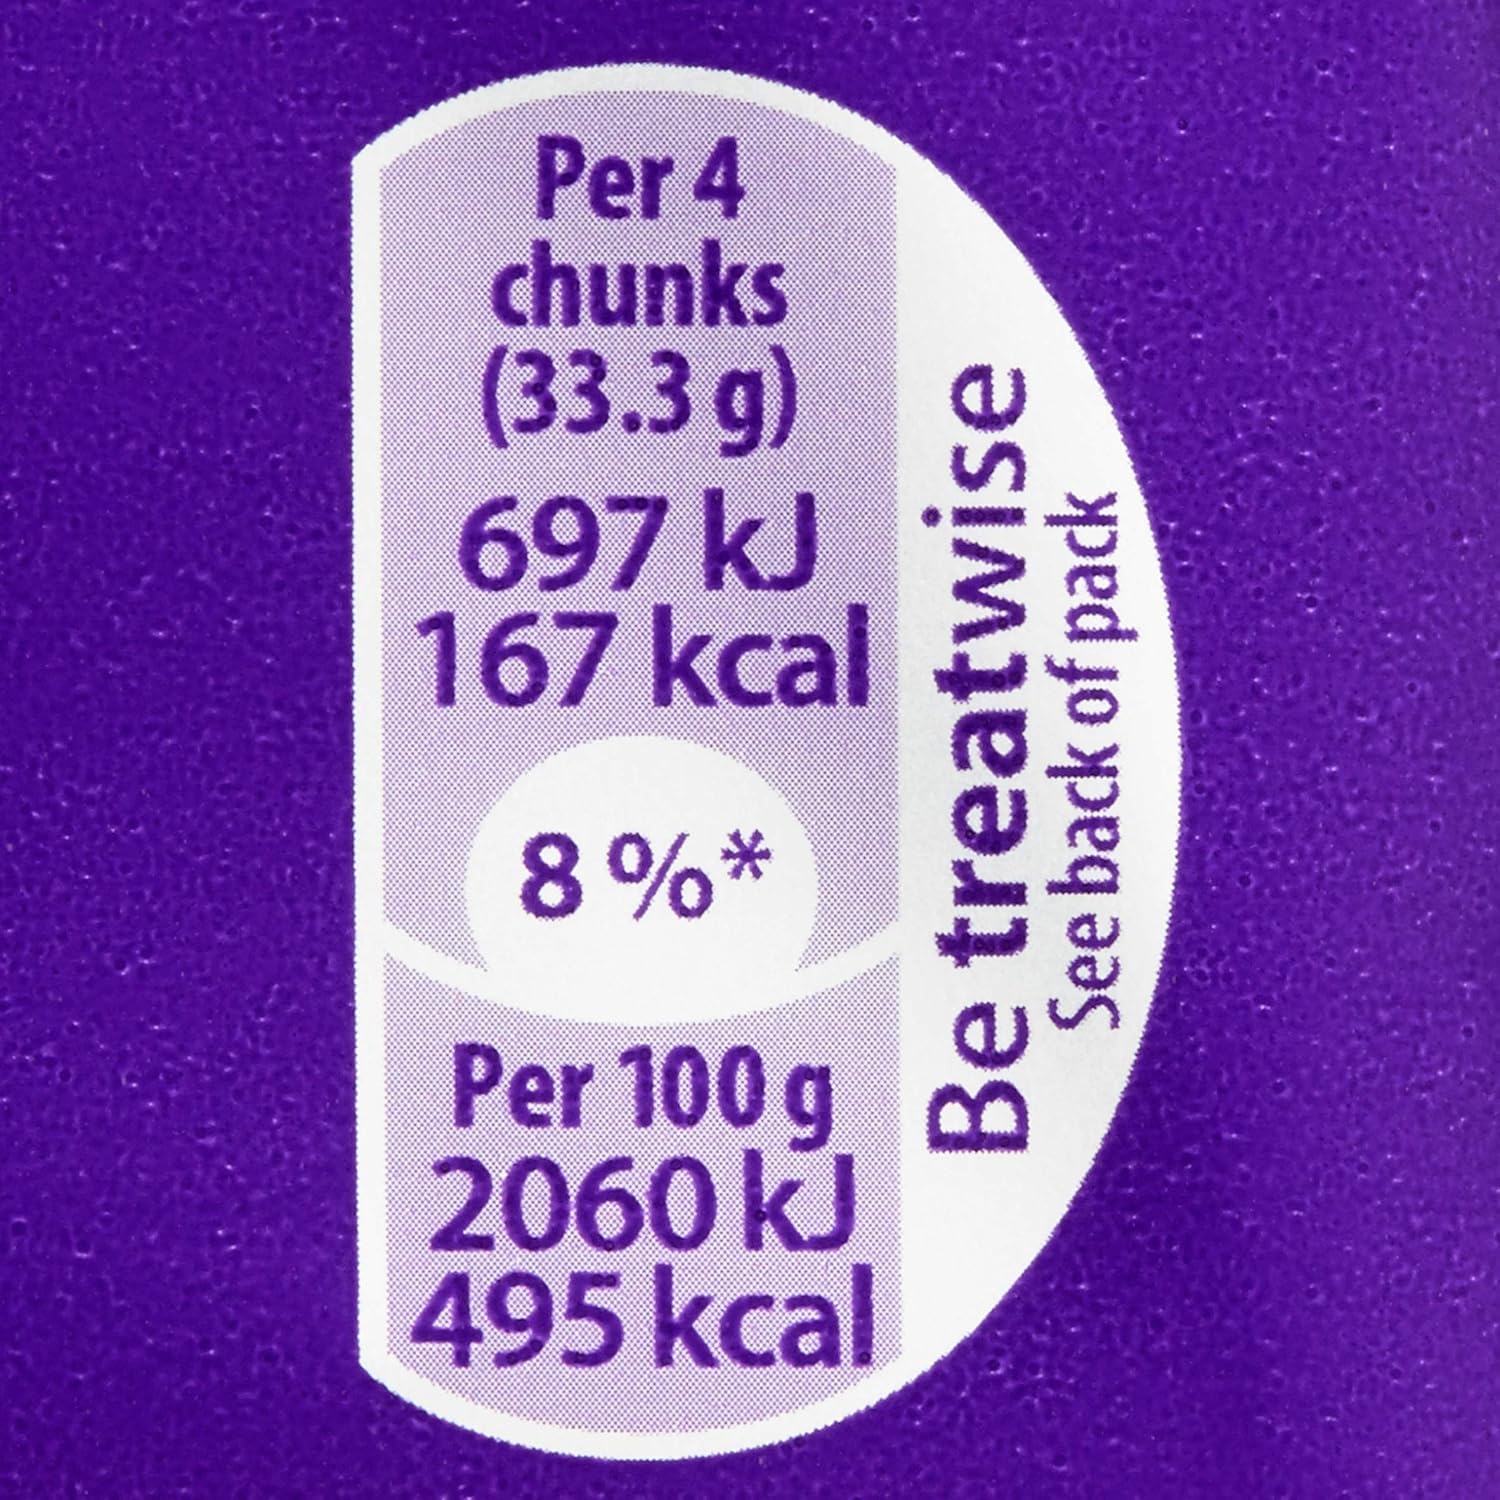 Per 4
chunks
(33.3 g)
697 kJ
167 kcal
8 %*
Per 100 g
2060 kJ
495 kcal
Be treatwise
See back of pack